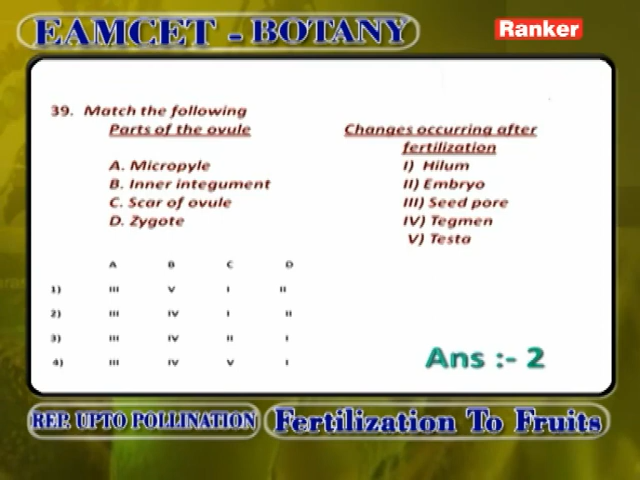 EAMCET - BOTANY
Ranker
39. Match the following
Parts of the ovule
Changes occurring after fertilization
A. Micropyle
I) Hilum
B. Inner integument
II) Embryo
C. Scar of ovule
III) Seed pore
D. Zygote
IV) Tegmen
V) Testa
A B C D
1) III V I II
2) III IV I II
3) III IV II I
4) III IV V I
Ans :- 2
REP. UPTO POLLINATION
Fertilization To Fruits